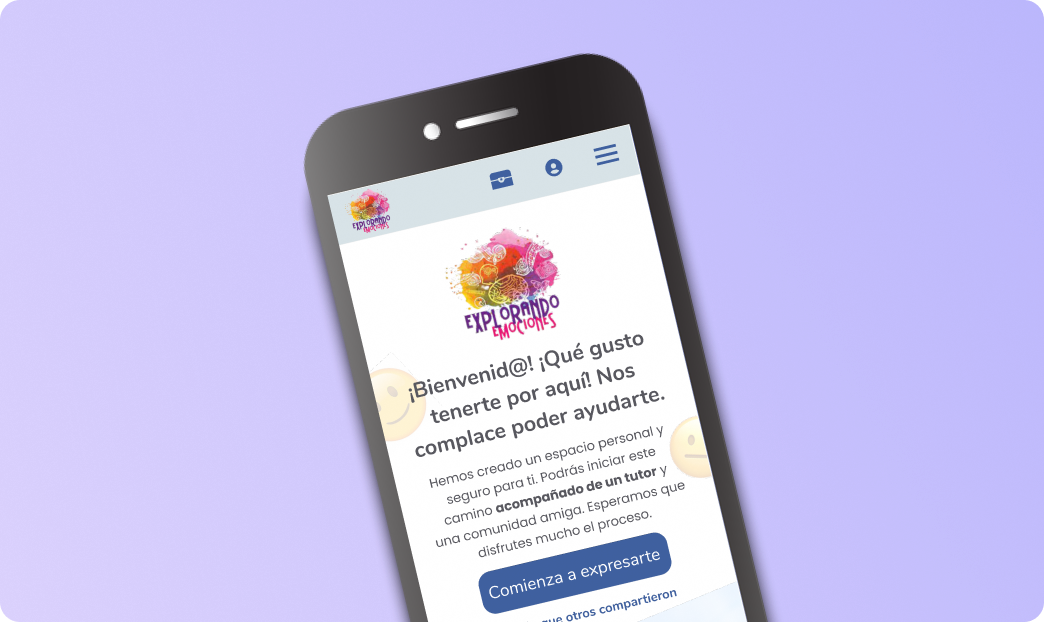 EXPLORANDO
EMOCIONES
EXPLORANDO
EMOCIONES
¡Bienvenid@! ¡Qué gusto
tenerte por aquí! Nos
complace poder ayudarte.
Hemos creado un espacio personal y
seguro para ti. Podrás iniciar este
camino acompañado de un tutor y
una comunidad amiga. Esperamos que
disfrutes mucho el proceso.
Comienza a expresarte
otros compartieron